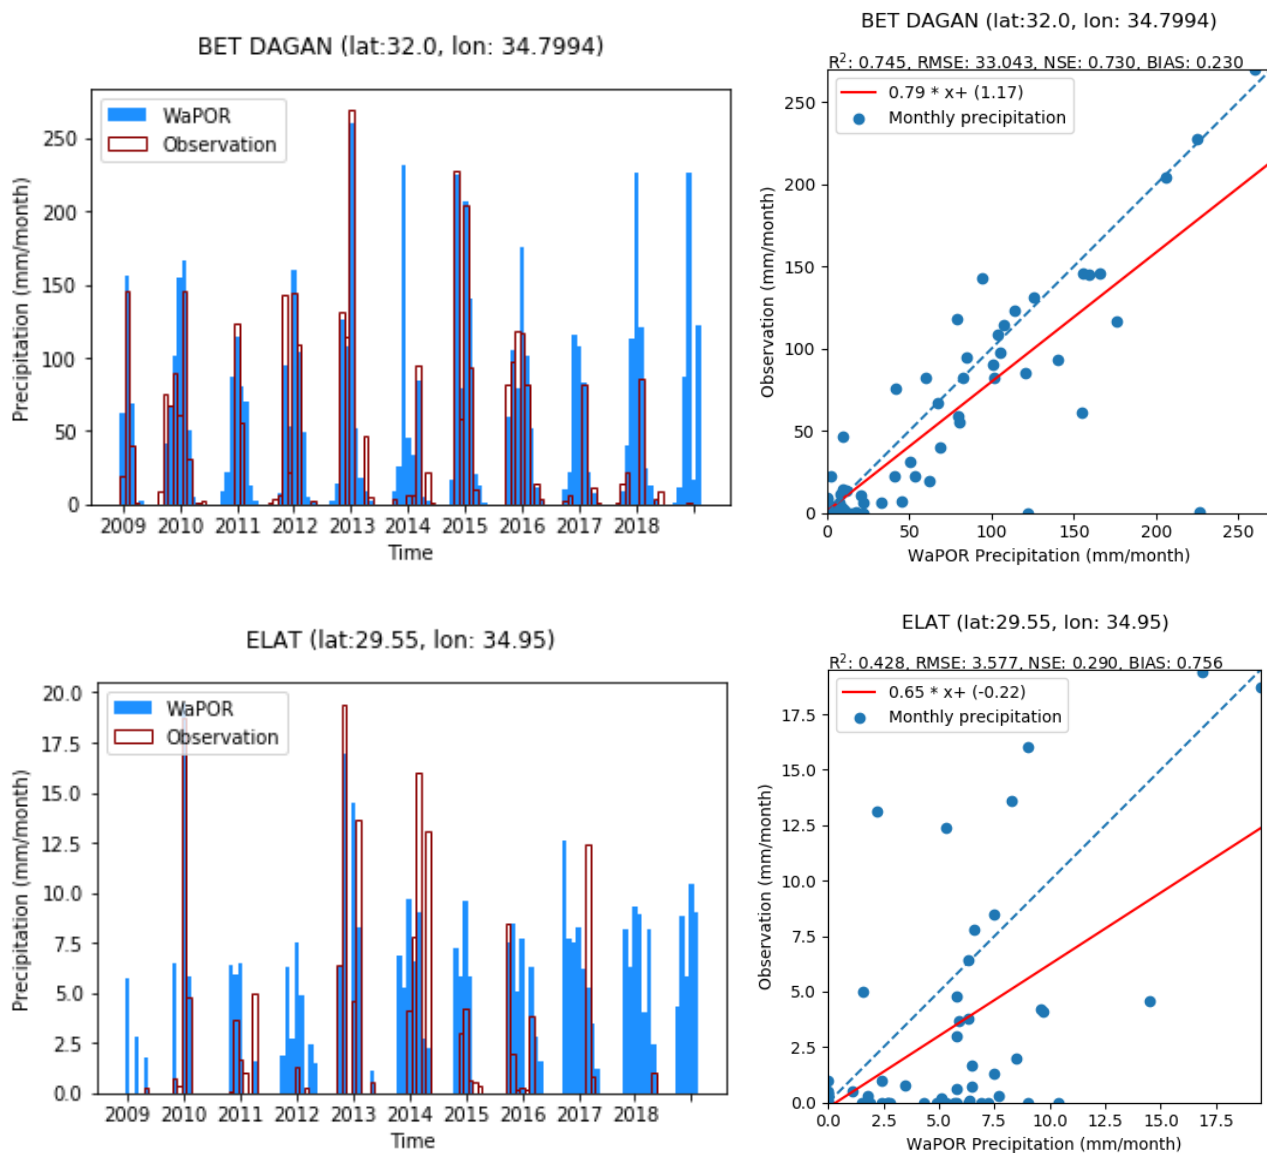 BET DAGAN (lat:32.0, lon: 34.7994)
WaPOR
Observation
Precipitation (mm/month)
250
200
150
100
50
0
2009 2010 2011 2012 2013 2014 2015 2016 2017 2018
Time
BET DAGAN (lat:32.0, lon: 34.7994)
R²: 0.745, RMSE: 33.043, NSE: 0.730, BIAS: 0.230
0.79 * x+ (1.17)
Monthly precipitation
Observation (mm/month)
250
200
150
100
50
0
0 50 100 150 200 250
WaPOR Precipitation (mm/month)
ELAT (lat:29.55, lon: 34.95)
WaPOR
Observation
Precipitation (mm/month)
20.0
17.5
15.0
12.5
10.0
7.5
5.0
2.5
0.0
2009 2010 2011 2012 2013 2014 2015 2016 2017 2018
Time
ELAT (lat:29.55, lon: 34.95)
R²: 0.428, RMSE: 3.577, NSE: 0.290, BIAS: 0.756
0.65 * x+ (-0.22)
Monthly precipitation
Observation (mm/month)
17.5
15.0
12.5
10.0
7.5
5.0
2.5
0.0
0.0 2.5 5.0 7.5 10.0 12.5 15.0 17.5
WaPOR Precipitation (mm/month)